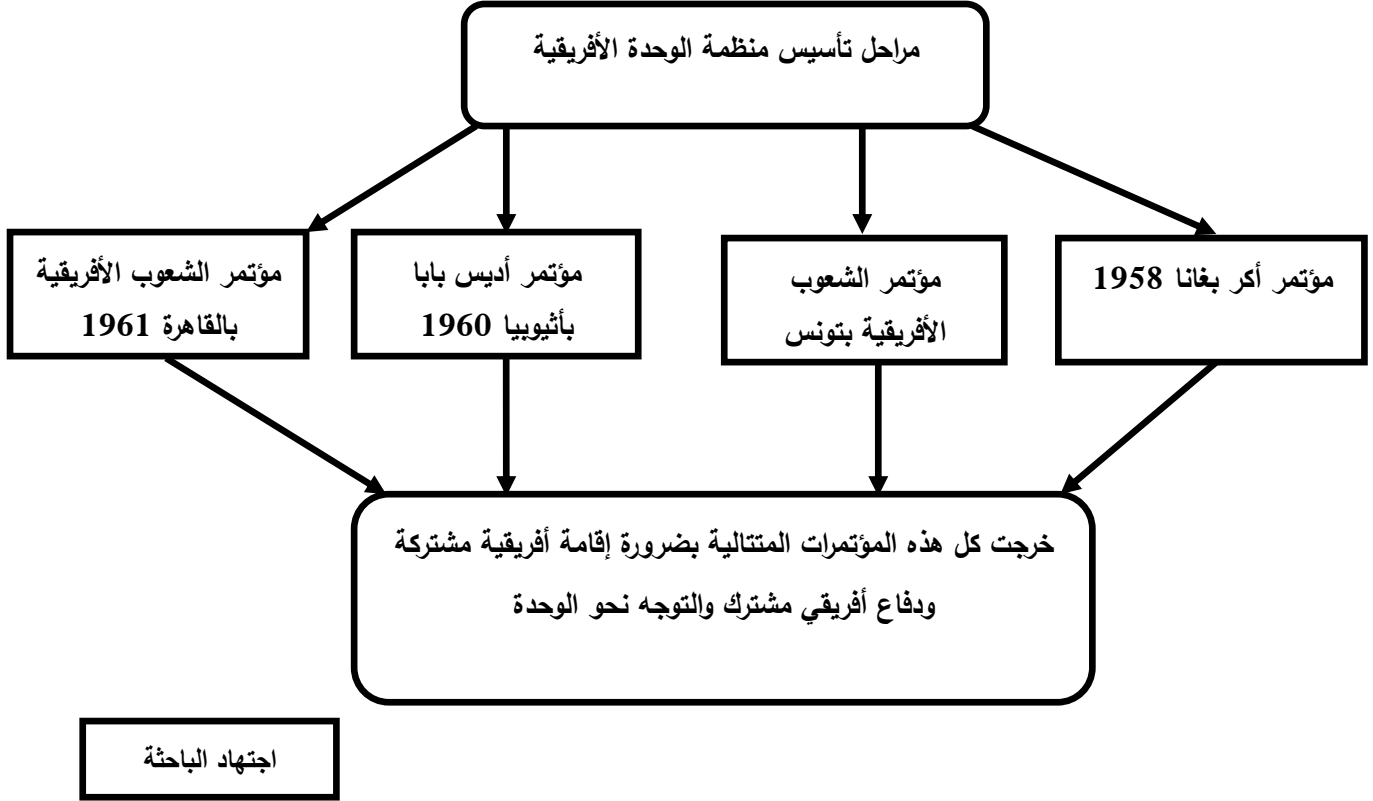 مراحل تأسيس منظمة الوحدة الأفريقية
مؤتمر أكر بغانا 1958
مؤتمر الشعوب
الأفريقية بتونس
مؤتمر أديس بابا
بأثيوبيا 1960
مؤتمر الشعوب الأفريقية
بالقاهرة 1961
خرجت كل هذه المؤتمرات المتتالية بضرورة إقامة أفريقية مشتركة
ودفاع أفريقي مشترك والتوجه نحو الوحدة
اجتهاد الباحثة